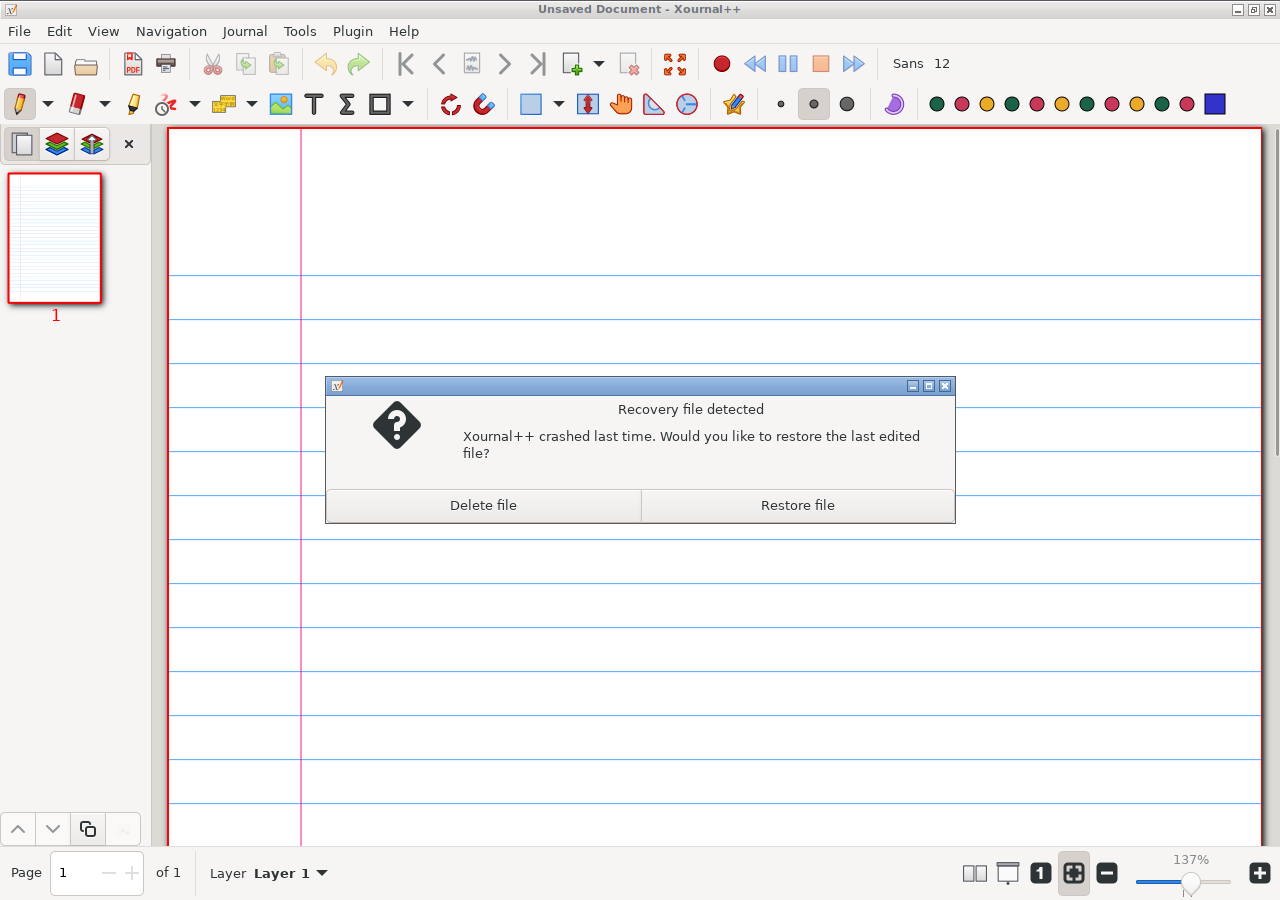 Unsaved Document - Xournal++
File Edit View Navigation Journal Tools Plugin Help
PDF
Sans 12
1
Recovery file detected
Xournal++ crashed last time. Would you like to restore the last edited
file?
Delete file Restore file
Page 1 of 1 Layer Layer 1 1 137%